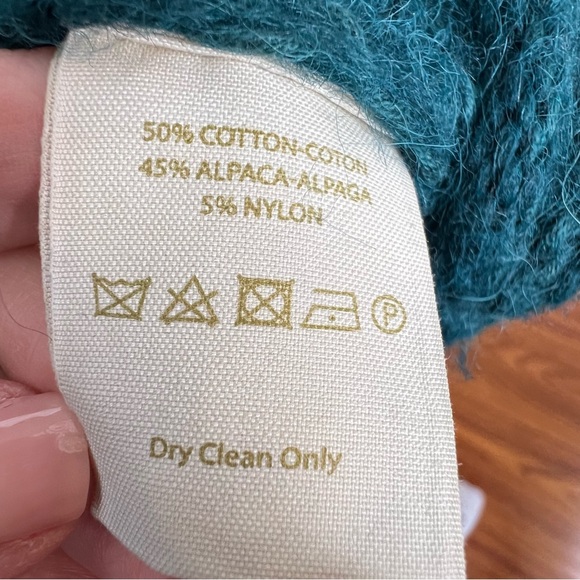 50% COTTON-COTON
45% ALPACA-ALPAGA
5% NYLON
P
Dry Clean Only